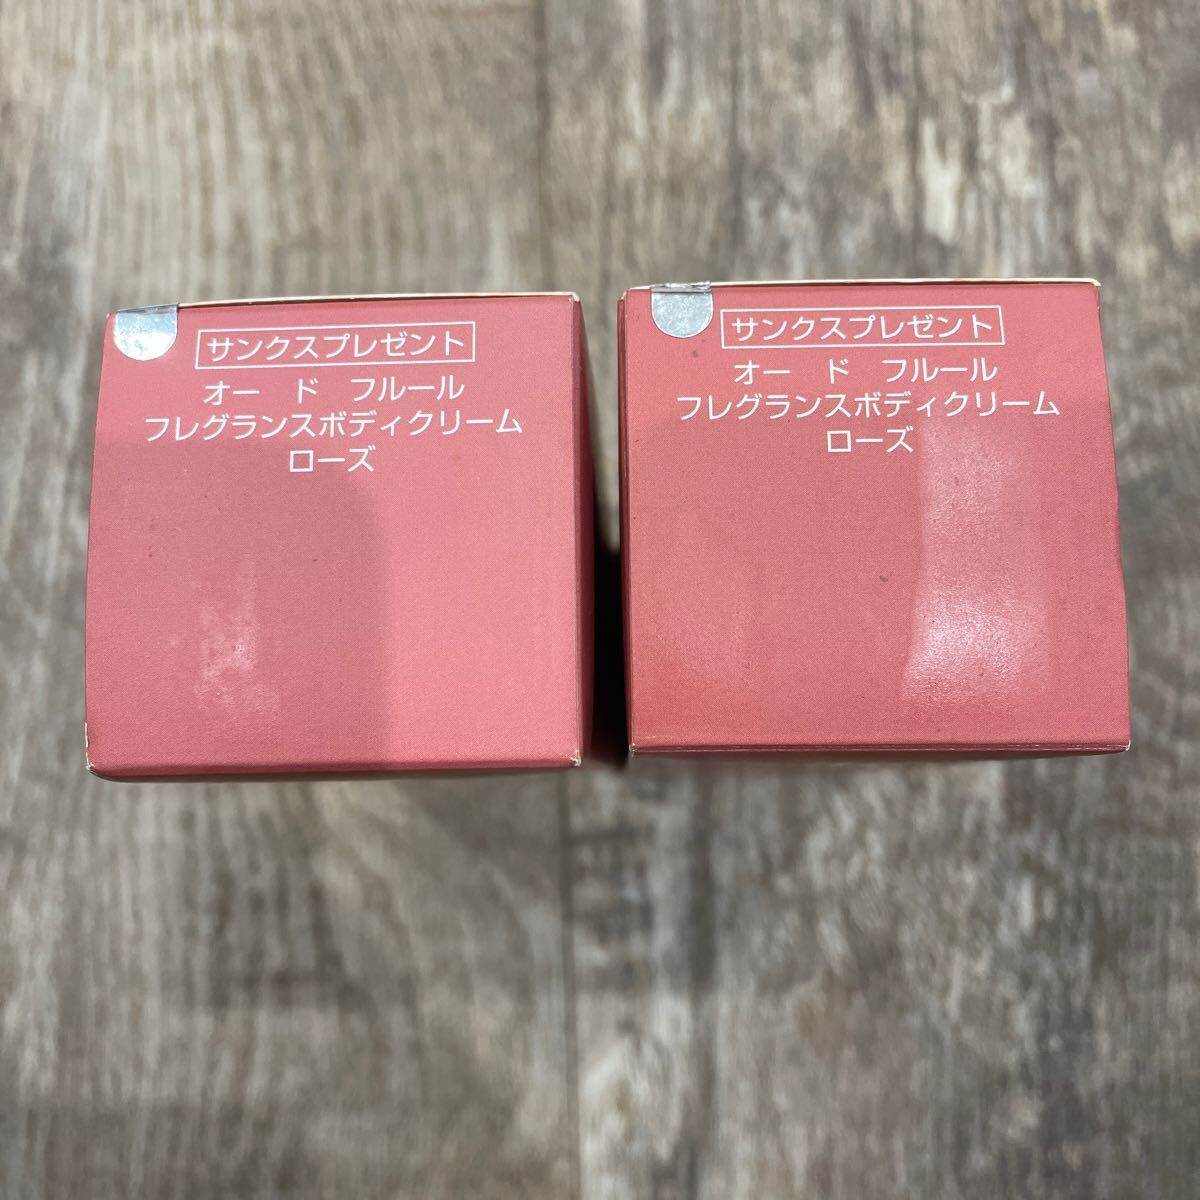 サンクスプレゼント
オー ド フルール
フレグランスボディクリーム
ローズ
サンクスプレゼント
オー ド フルール
フレグランスボディクリーム
ローズ